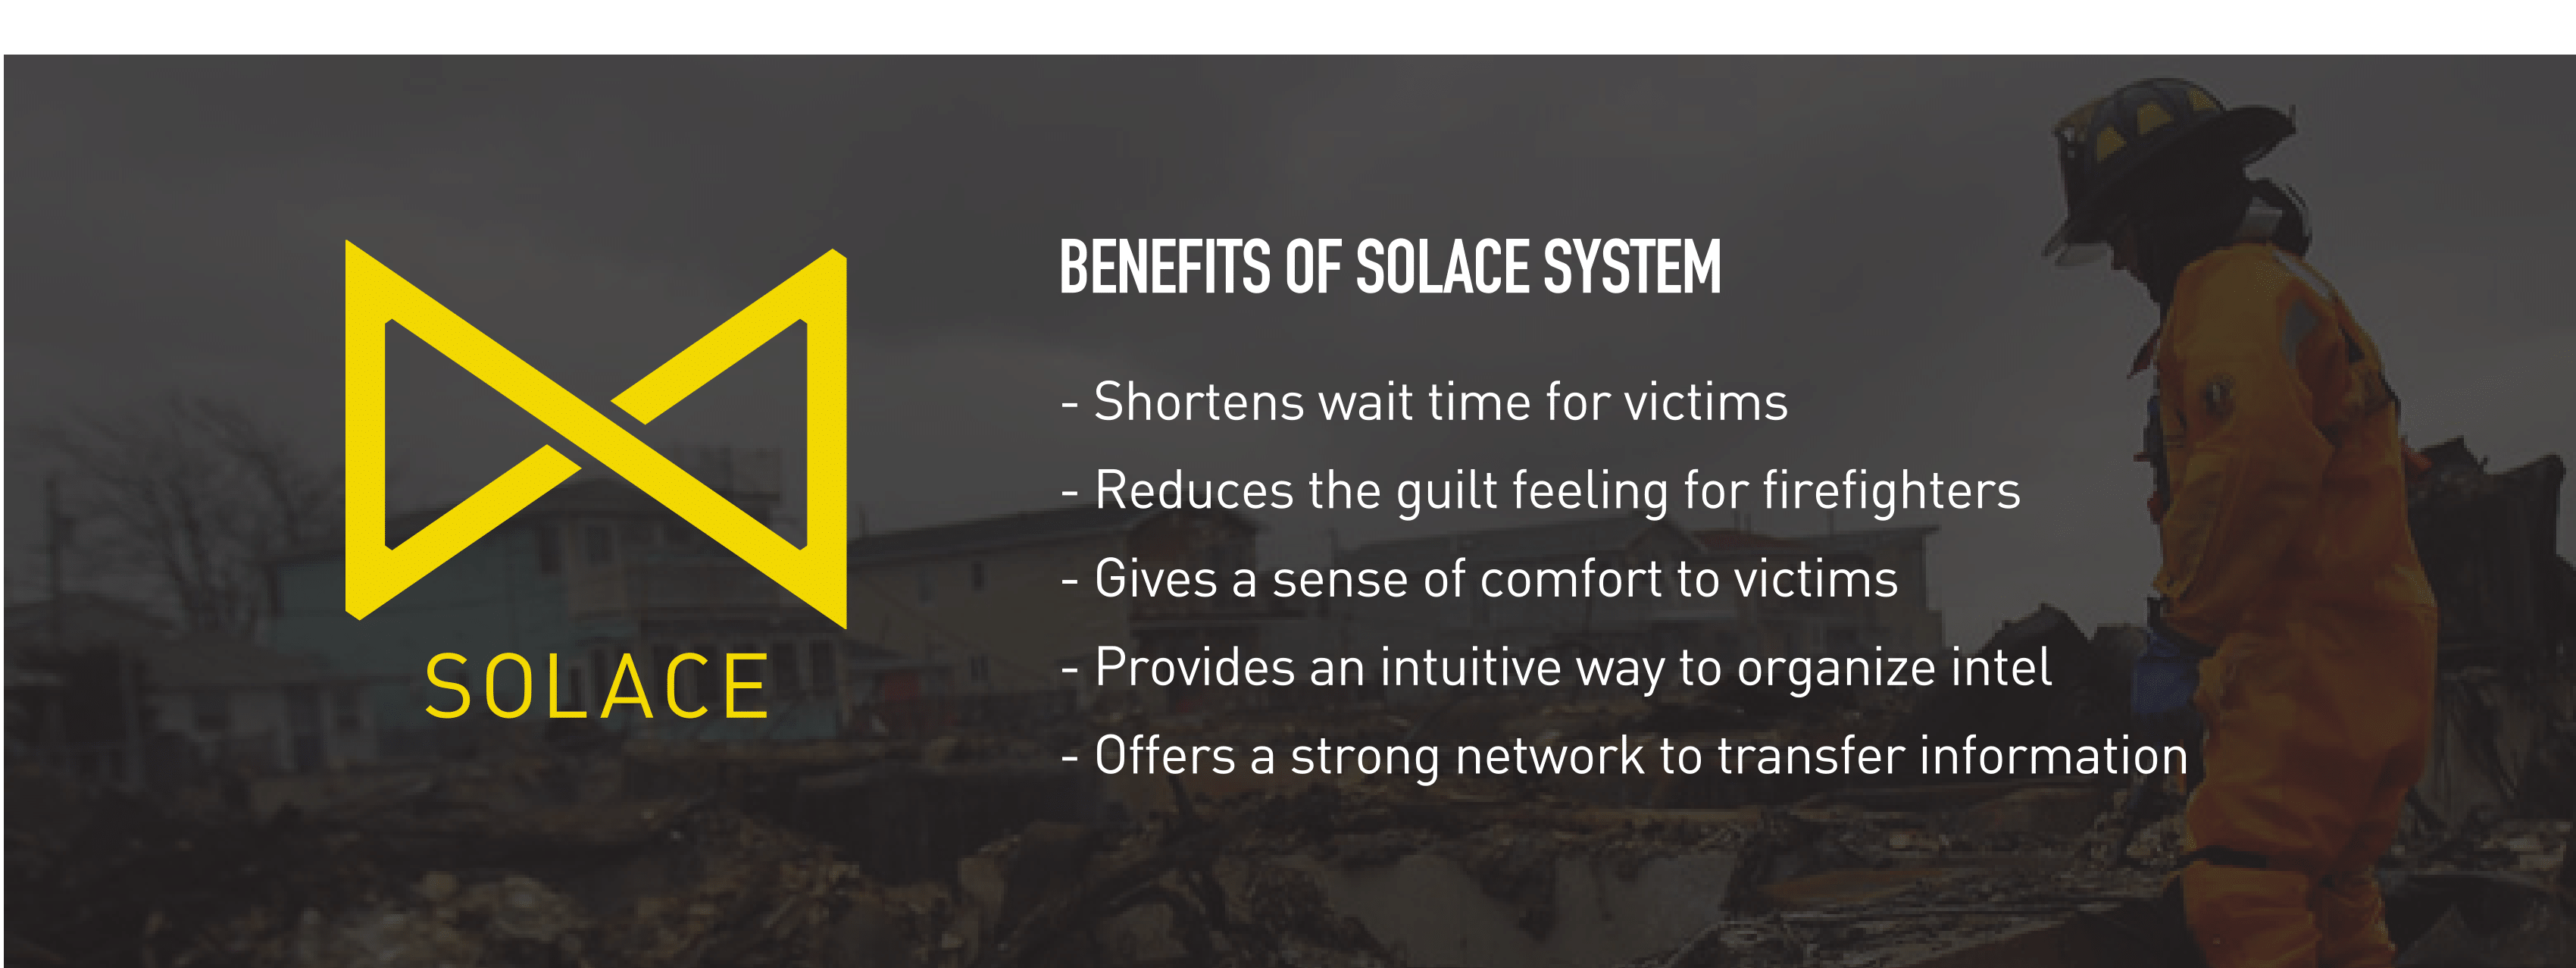 SOLACE
BENEFITS OF SOLACE SYSTEM
- Shortens wait time for victims
- Reduces the guilt feeling for firefighters
- Gives a sense of comfort to victims
- Provides an intuitive way to organize intel
- Offers a strong network to transfer information